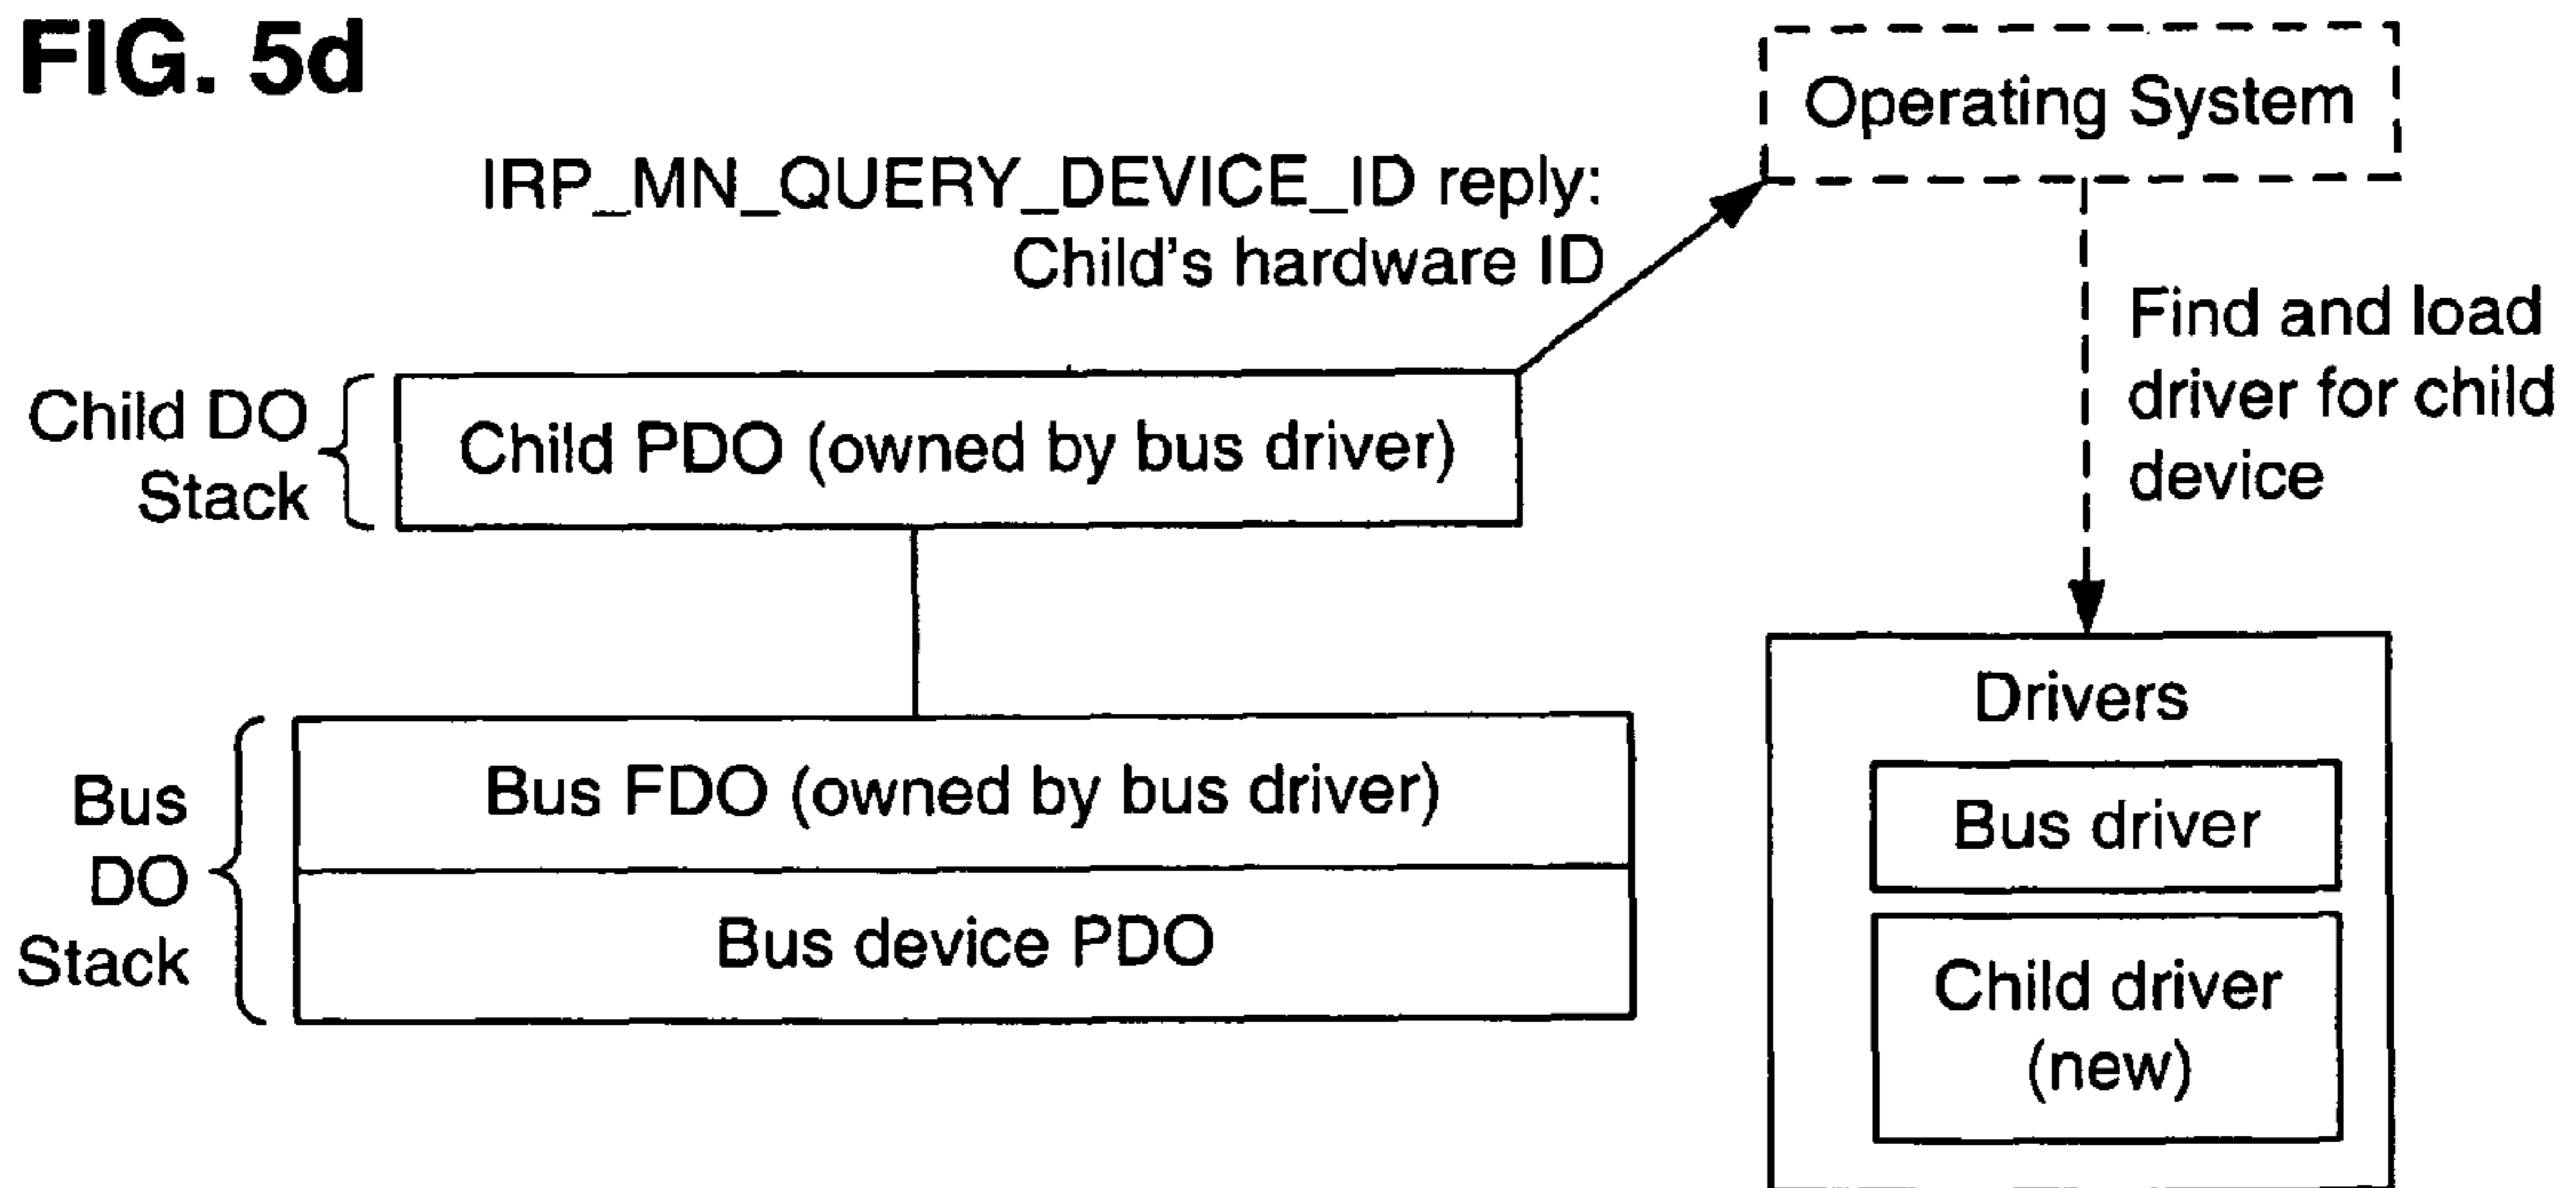 FIG. 5d
Operating System
IRP_MN_QUERY_DEVICE_ID reply:
Child's hardware ID
Find and load
driver for child
device
Child DO
Stack
Child PDO (owned by bus driver)
Bus
DO
Stack
Bus FDO (owned by bus driver)
Bus device PDO
Drivers
Bus driver
Child driver
(new)